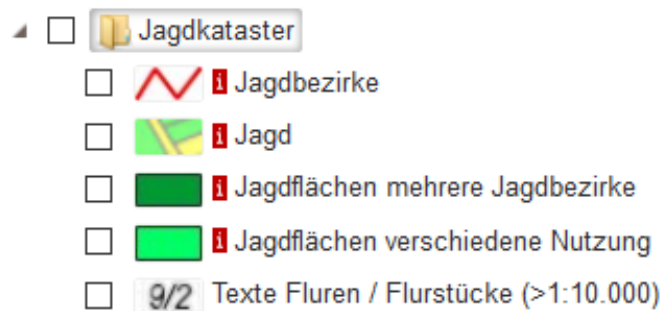 Jagdkataster
i Jagdbezirke
i Jagd
i Jagdflächen mehrere Jagdbezirke
i Jagdflächen verschiedene Nutzung
9/2 Texte Fluren / Flurstücke (>1:10.000)